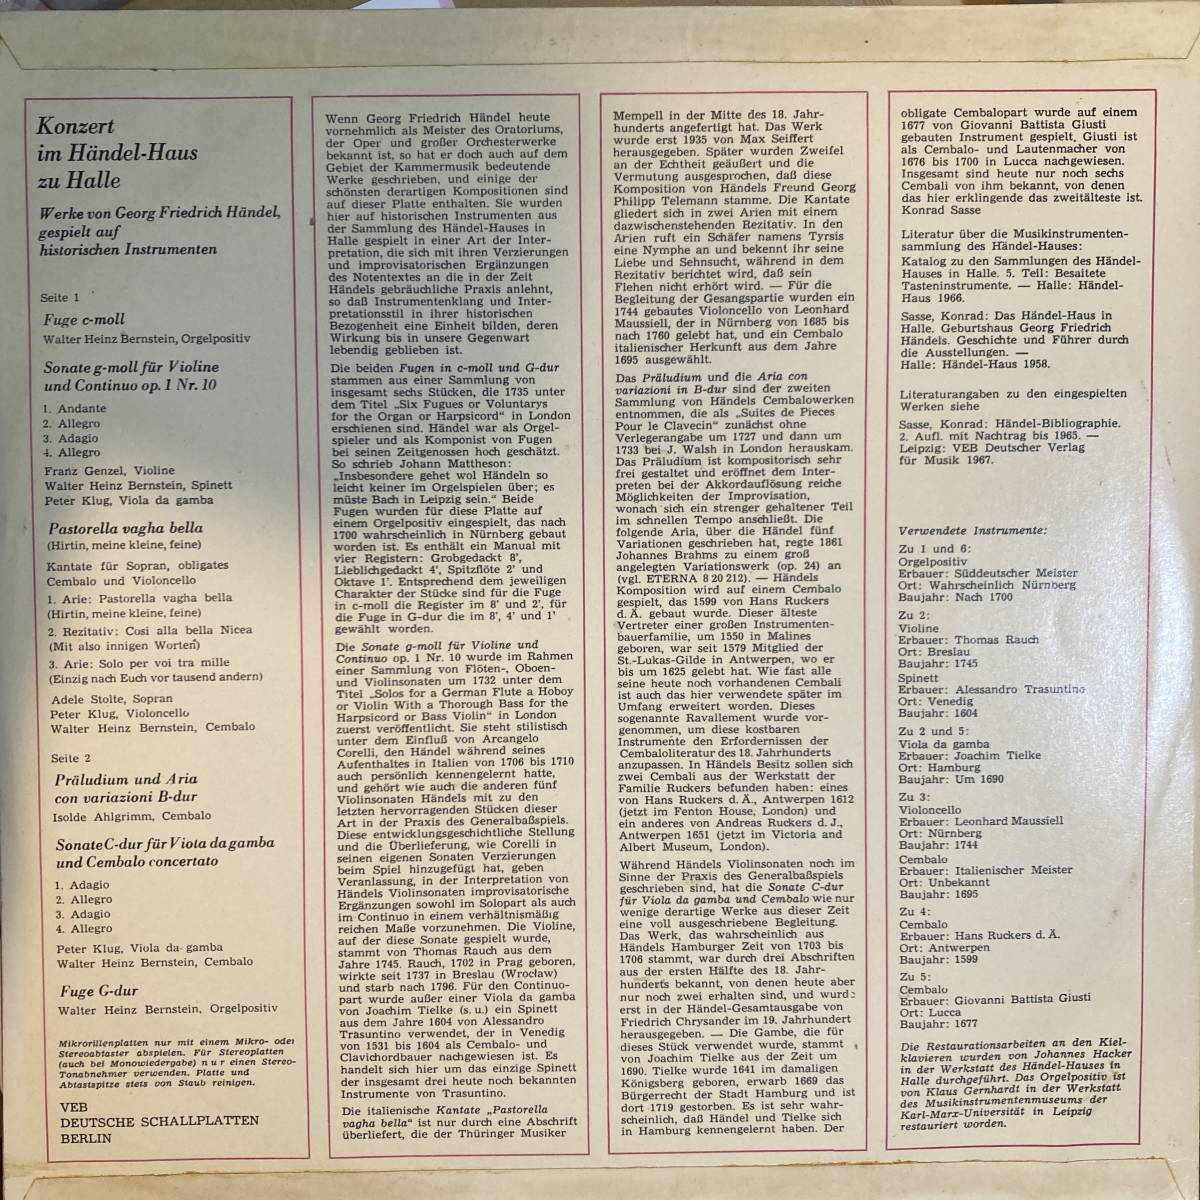 Konzert
im Händel-Haus
zu Halle
Werke von Georg Friedrich Händel,
gespielt auf
historischen Instrumenten
Seite 1
Fuge c-moll
Walter Heinz Bernstein, Orgelpositiv
Sonate g-moll für Violine
und Continuo op. 1 Nr. 10
1. Andante
2. Allegro
3. Adagio
4. Allegro
Franz Genzel, Violine
Walter Heinz Bernstein, Spinett
Peter Klug, Viola da gamba
Pastorella vagha bella
(Hirtin, meine kleine, feine)
Kantate für Sopran, obligates
Cembalo und Violoncello
1. Arie: Pastorella vagha bella
(Hirtin, meine kleine, feine)
2. Rezitativ: Cosi alla bella Nicea
(Mit also innigen Worten)
3. Arie: Solo per voi tra mille
(Einzig nach Euch vor tausend andern)
Adele Stolte, Sopran
Peter Klug, Violoncello
Walter Heinz Bernstein, Cembalo
Seite 2
Präludium und Aria
con variazioni B-dur
Isolde Ahlgrimm, Cembalo
Sonate C-dur für Viola da gamba
und Cembalo concertato
1. Adagio
2. Allegro
3. Adagio
4. Allegro
Peter Klug, Viola da gamba
Walter Heinz Bernstein, Cembalo
Fuge G-dur
Walter Heinz Bernstein, Orgelpositiv
Mikrorillenplatten nur mit einem Mikro- oder
Stereoabtaster abspielen. Für Stereoplatten
(auch bei Monowiedergabe) nur einen Stereo-
Tonabnehmer verwenden. Platte und
Abtastspitze stets von Staub reinigen.
VEB
DEUTSCHE SCHALLPLATTEN
BERLIN
Wenn Georg Friedrich Händel heute
vornehmlich als Meister des Oratoriums,
der Oper und großer Orchesterwerke
bekannt ist, so hat er doch auch auf dem
Gebiet der Kammermusik bedeutende
Werke geschrieben, und einige der
schönsten derartigen Kompositionen sind
auf dieser Platte enthalten. Sie wurden
hier auf historischen Instrumenten aus
der Sammlung des Händel-Hauses in
Halle gespielt in einer Art der Inter-
pretation, die sich mit ihren Verzierungen
und improvisatorischen Ergänzungen
des Notentextes an die in der Zeit
Händels gebräuchliche Praxis anlehnt,
so daß Instrumentenklang und Inter-
pretationsstil in ihrer historischen
Bezogenheit eine Einheit bilden, deren
Wirkung bis in unsere Gegenwart
lebendig geblieben ist.
Die beiden Fugen in c-moll und G-dur
stammen aus einer Sammlung von
insgesamt sechs Stücken, die 1735 unter
dem Titel „Six Fugues or Voluntarys
for the Organ or Harpsicord“ in London
erschienen sind. Händel war als Orgel-
spieler und als Komponist von Fugen
bei seinen Zeitgenossen hoch geschätzt.
So schrieb Johann Mattheson:
„Insbesondere gehet wol Händeln so
leicht keiner im Orgelspielen über; es
müste Bach in Leipzig sein.“ Beide
Fugen wurden für diese Platte auf
einem Orgelpositiv eingespielt, das nach
1700 wahrscheinlich in Nürnberg gebaut
worden ist. Es enthält ein Manual mit
vier Registern: Grobgedackt 8',
Lieblichgedackt 4', Spitzflöte 2' und
Oktave 1'. Entsprechend dem jeweiligen
Charakter der Stücke sind für die Fuge
in c-moll die Register im 8' und 2', für
die Fuge in G-dur die im 8', 4' und 1'
gewählt worden.
Die Sonate g-moll für Violine und
Continuo op. 1 Nr. 10 wurde im Rahmen
einer Sammlung von Flöten-, Oboen-
und Violinsonaten um 1732 unter dem
Titel „Solos for a German Flute a Hoboy
or Violin With a Thorough Bass for the
Harpsicord or Bass Violin“ in London
zuerst veröffentlicht. Sie steht stilistisch
unter dem Einfluß von Arcangelo
Corelli, den Händel während seines
Aufenthaltes in Italien von 1706 bis 1710
auch persönlich kennengelernt hatte,
und gehört wie auch die anderen fünf
Violinsonaten Händels mit zu den
letzten hervorragenden Stücken dieser
Art in der Praxis des Generalbaßspiels.
Diese entwicklungsgeschichtliche Stellung
und die Überlieferung, wie Corelli in
seinen eigenen Sonaten Verzierungen
beim Spiel hinzugefügt hat, geben
Veranlassung, in der Interpretation von
Händels Violinsonaten improvisatorische
Ergänzungen sowohl im Solopart als auch
im Continuo in einem verhältnismäßig
reichen Maße vorzunehmen. Die Violine,
auf der diese Sonate gespielt wurde,
stammt von Thomas Rauch aus dem
Jahre 1745. Rauch, 1702 in Prag geboren,
wirkte seit 1737 in Breslau (Wrocław)
und starb nach 1796. Für den Continuo-
part wurde außer einer Viola da gamba
von Joachim Tielke (s. u.) ein Spinett
aus dem Jahre 1604 von Alessandro
Trasuntino verwendet, der in Venedig
von 1531 bis 1604 als Cembalo- und
Clavichordbauer nachgewiesen ist. Es
handelt sich hier um das einzige Spinett
der insgesamt drei heute noch bekannten
Instrumente von Trasuntino.
Die italienische Kantate „Pastorella
vagha bella“ ist nur durch eine Abschrift
überliefert, die der Thüringer Musiker
Mempell in der Mitte des 18. Jahr-
hunderts angefertigt hat. Das Werk
wurde erst 1935 von Max Seiffert
herausgegeben. Später wurden Zweifel
an der Echtheit geäußert und die
Vermutung ausgesprochen, daß diese
Komposition von Händels Freund Georg
Philipp Telemann stamme. Die Kantate
gliedert sich in zwei Arien mit einem
dazwischenstehenden Rezitativ. In den
Arien ruft ein Schäfer namens Tyrsis
eine Nymphe an und bekennt ihr seine
Liebe und Sehnsucht, während in dem
Rezitativ berichtet wird, daß sein
Flehen nicht erhört wird. — Für die
Begleitung der Gesangspartie wurden ein
1744 gebautes Violoncello von Leonhard
Maussiell, der in Nürnberg von 1685 bis
nach 1760 gelebt hat, und ein Cembalo
italienischer Herkunft aus dem Jahre
1695 ausgewählt.
Das Präludium und die Aria con
variazioni in B-dur sind der zweiten
Sammlung von Händels Cembalowerken
entnommen, die als „Suites de Pieces
Pour le Clavecin“ zunächst ohne
Verlegerangabe um 1727 und dann um
1733 bei J. Walsh in London herauskam.
Das Präludium ist kompositorisch sehr
frei gestaltet und eröffnet dem Inter-
preten bei der Akkordauflösung reiche
Möglichkeiten der Improvisation,
wonach sich ein strenger gehaltener Teil
im schnellen Tempo anschließt. Die
folgende Aria, über die Händel fünf
Variationen geschrieben hat, regte 1861
Johannes Brahms zu einem groß
angelegten Variationswerk (op. 24) an
(vgl. ETERNA 8 20 212). — Händels
Komposition wird auf einem Cembalo
gespielt, das 1599 von Hans Ruckers
d. Ä. gebaut wurde. Dieser älteste
Vertreter einer großen Instrumenten-
bauerfamilie, um 1550 in Malines
geboren, war seit 1579 Mitglied der
St.-Lukas-Gilde in Antwerpen, wo er
bis um 1625 gelebt hat. Wie fast alle
seine heute noch vorhandenen Cembali
ist auch das hier verwendete später im
Umfang erweitert worden. Dieses
sogenannte Ravallement wurde vor-
genommen, um diese kostbaren
Instrumente den Erfordernissen der
Cembaloliteratur des 18. Jahrhunderts
anzupassen. In Händels Besitz sollen sich
zwei Cembali aus der Werkstatt der
Familie Ruckers befunden haben: eines
von Hans Ruckers d. Ä., Antwerpen 1612
(jetzt im Fenton House, London) und
ein anderes von Andreas Ruckers d. J.,
Antwerpen 1651 (jetzt im Victoria and
Albert Museum, London).
Während Händels Violinsonaten noch im
Sinne der Praxis des Generalbaßspiels
geschrieben sind, hat die Sonate C-dur
für Viola da gamba und Cembalo wie nur
wenige derartige Werke aus dieser Zeit
eine voll ausgeschriebene Begleitung.
Das Werk, das wahrscheinlich aus
Händels Hamburger Zeit von 1703 bis
1706 stammt, war durch drei Abschriften
aus der ersten Hälfte des 18. Jahr-
hunderts bekannt, von denen heute aber
nur noch zwei erhalten sind, und wurde
erst in der Händel-Gesamtausgabe von
Friedrich Chrysander im 19. Jahrhundert
herausgegeben. — Die Gambe, die für
dieses Stück verwendet wurde, stammt
von Joachim Tielke aus der Zeit um
1690. Tielke wurde 1641 im damaligen
Königsberg geboren, erwarb 1669 das
Bürgerrecht der Stadt Hamburg und ist
dort 1719 gestorben. Es ist sehr wahr-
scheinlich, daß Händel und Tielke sich
in Hamburg kennengelernt haben. Der
obligate Cembalopart wurde auf einem
1677 von Giovanni Battista Giusti
gebauten Instrument gespielt, Giusti ist
als Cembalo- und Lautenmacher von
1676 bis 1700 in Lucca nachgewiesen.
Insgesamt sind heute nur noch sechs
Cembali von ihm bekannt, von denen
das hier erklingende das zweitälteste ist.
Konrad Sasse
Literatur über die Musikinstrumenten-
sammlung des Händel-Hauses:
Katalog zu den Sammlungen des Händel-
Hauses in Halle. 5. Teil: Besaitete
Tasteninstrumente. — Halle: Händel-
Haus 1966.
Sasse, Konrad: Das Händel-Haus in
Halle. Geburtshaus Georg Friedrich
Händels. Geschichte und Führer durch
die Ausstellungen. —
Halle: Händel-Haus 1958.
Literaturangaben zu den eingespielten
Werken siehe
Sasse, Konrad: Händel-Bibliographie.
2. Aufl. mit Nachtrag bis 1965. —
Leipzig: VEB Deutscher Verlag
für Musik 1967.
Verwendete Instrumente:
Zu 1 und 6:
Orgelpositiv
Erbauer: Süddeutscher Meister
Ort: Wahrscheinlich Nürnberg
Baujahr: Nach 1700
Zu 2:
Violine
Erbauer: Thomas Rauch
Ort: Breslau
Baujahr: 1745
Spinett
Erbauer: Alessandro Trasuntino
Ort: Venedig
Baujahr: 1604
Zu 2 und 5:
Viola da gamba
Erbauer: Joachim Tielke
Ort: Hamburg
Baujahr: Um 1690
Zu 3:
Violoncello
Erbauer: Leonhard Maussiell
Ort: Nürnberg
Baujahr: 1744
Cembalo
Erbauer: Italienischer Meister
Ort: Unbekannt
Baujahr: 1695
Zu 4:
Cembalo
Erbauer: Hans Ruckers d. Ä.
Ort: Antwerpen
Baujahr: 1599
Zu 5:
Cembalo
Erbauer: Giovanni Battista Giusti
Ort: Lucca
Baujahr: 1677
Die Restaurationsarbeiten an den Kiel-
klavieren wurden von Johannes Hacker
in der Werkstatt des Händel-Hauses in
Halle durchgeführt. Das Orgelpositiv ist
von Klaus Gernhardt in der Werkstatt
des Musikinstrumentenmuseums der
Karl-Marx-Universität in Leipzig
restauriert worden.